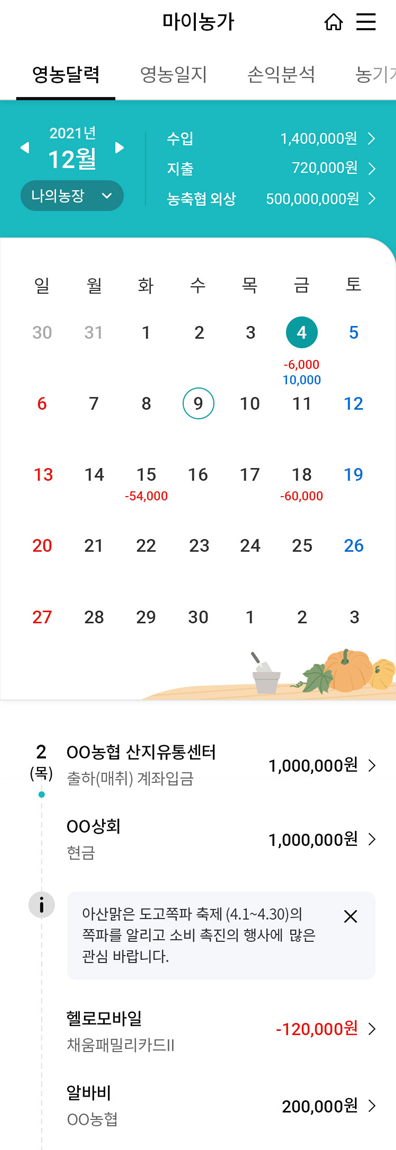 마이농가
영농달력 영농일지 손익분석 농기
2021년
12월
나의농장
수입 1,400,000원
지출 720,000원
농축협 외상 500,000,000원
일 월 화 수 목 금 토
30 31 1 2 3 4 5
-6,000
10,000
6 7 8 9 10 11 12
13 14 15 16 17 18 19
-54,000 -60,000
20 21 22 23 24 25 26
27 28 29 30 1 2 3
2 OO농협 산지유통센터
(목) 출하(매취) 계좌입금 1,000,000원
OO상회
현금 1,000,000원
i
아산맑은 도고쪽파 축제 (4.1~4.30)의
쪽파를 알리고 소비 촉진의 행사에 많은
관심 바랍니다.
헬로모바일
채움패밀리카드II -120,000원
알바비
OO농협 200,000원